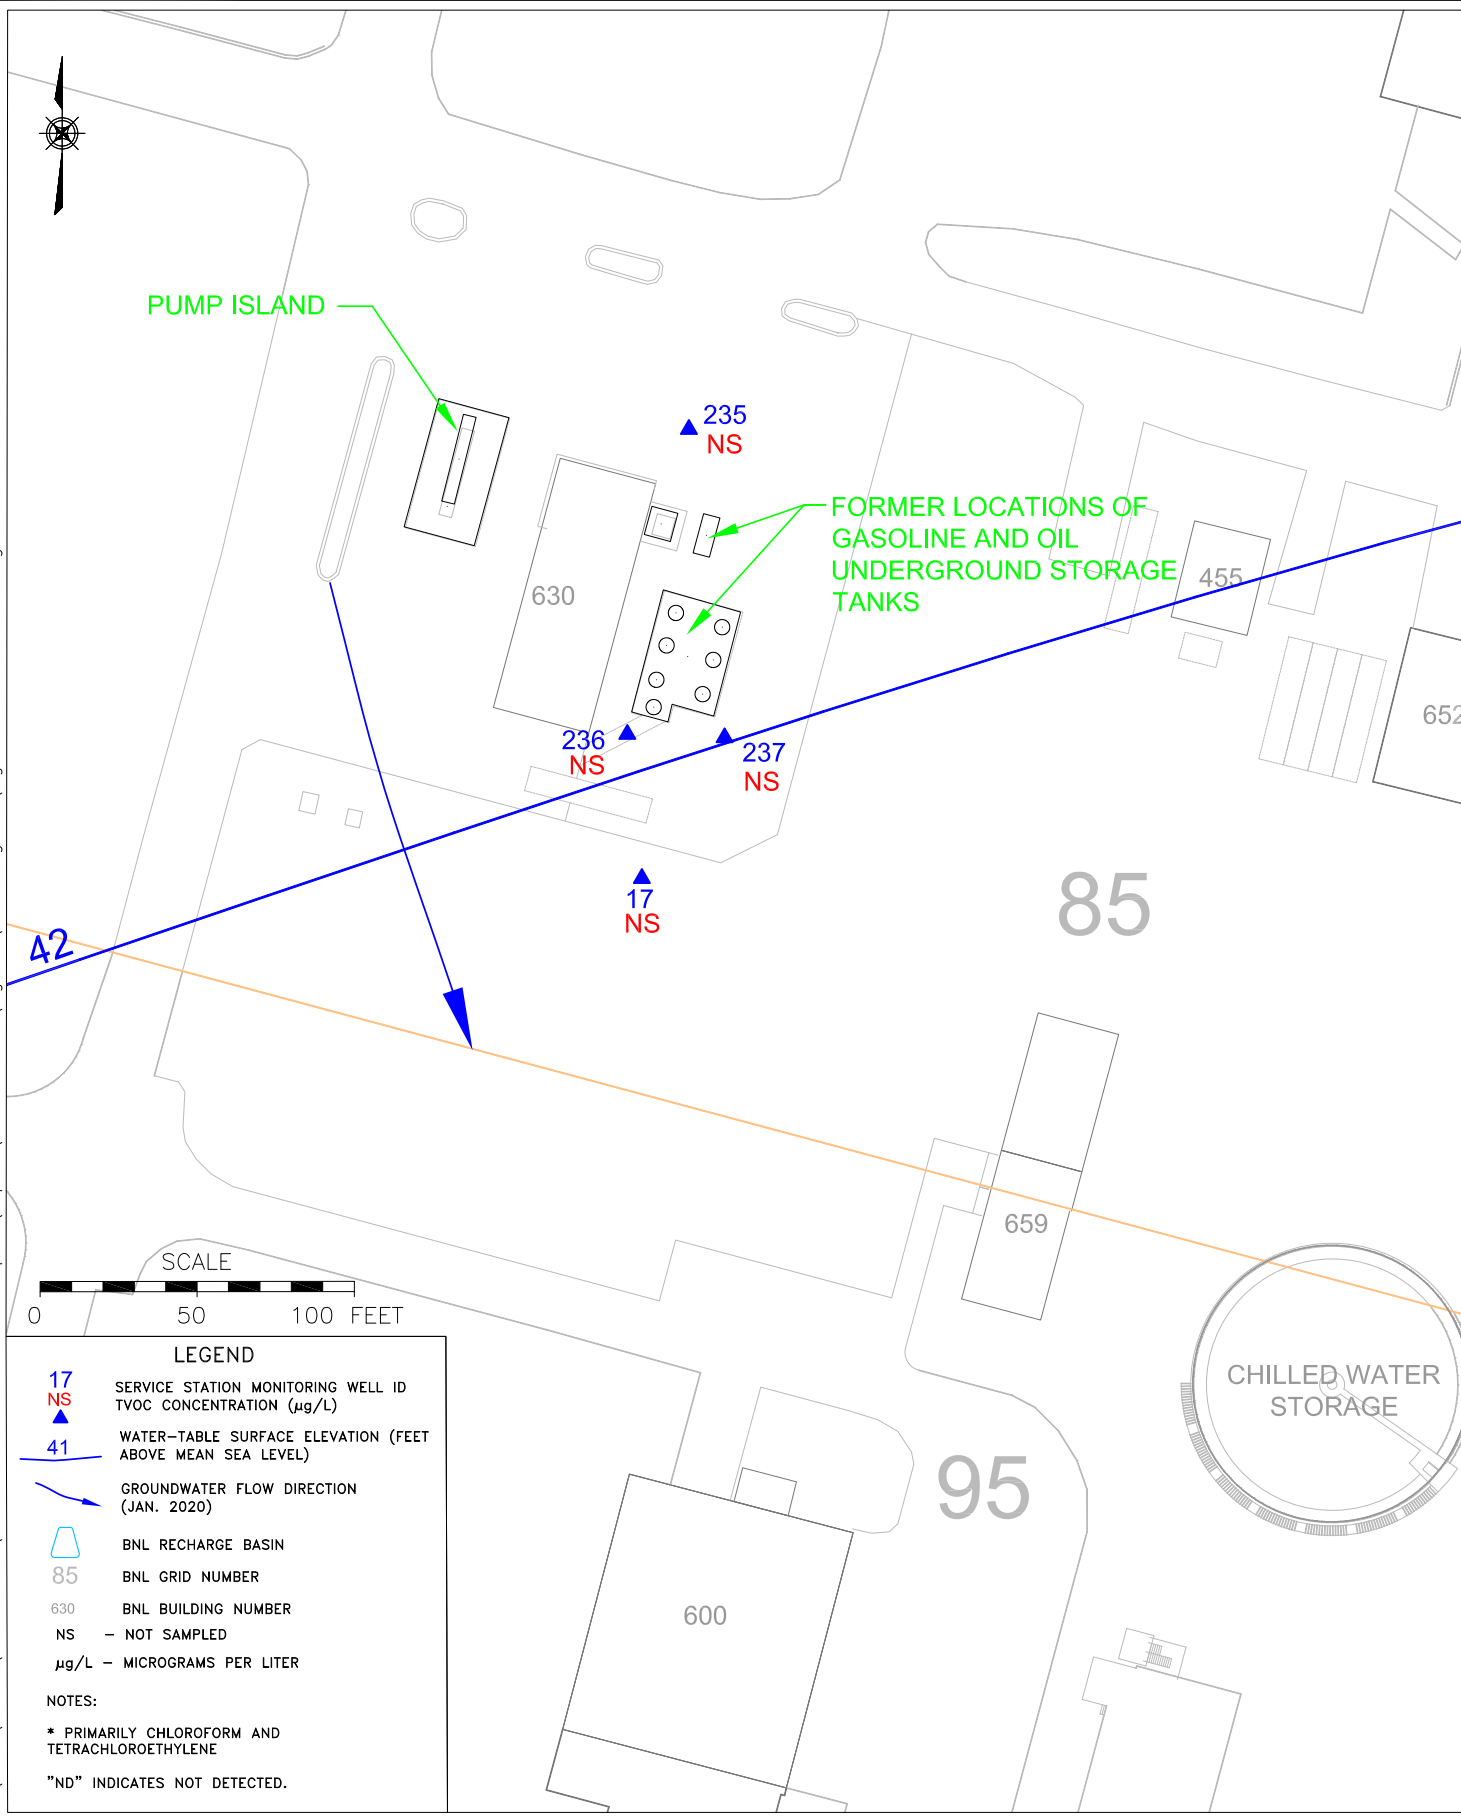 PUMP ISLAND
235
NS
FORMER LOCATIONS OF
GASOLINE AND OIL
UNDERGROUND STORAGE
TANKS
630
455
652
236
NS
237
NS
17
NS
85
42
659
SCALE
0 50 100 FEET
CHILLED WATER
STORAGE
95
600
LEGEND
17
NS
SERVICE STATION MONITORING WELL ID
TVOC CONCENTRATION (µg/L)
41
WATER-TABLE SURFACE ELEVATION (FEET
ABOVE MEAN SEA LEVEL)
GROUNDWATER FLOW DIRECTION
(JAN. 2020)
BNL RECHARGE BASIN
85 BNL GRID NUMBER
630 BNL BUILDING NUMBER
NS – NOT SAMPLED
µg/L – MICROGRAMS PER LITER
NOTES:
* PRIMARILY CHLOROFORM AND
TETRACHLOROETHYLENE
"ND" INDICATES NOT DETECTED.